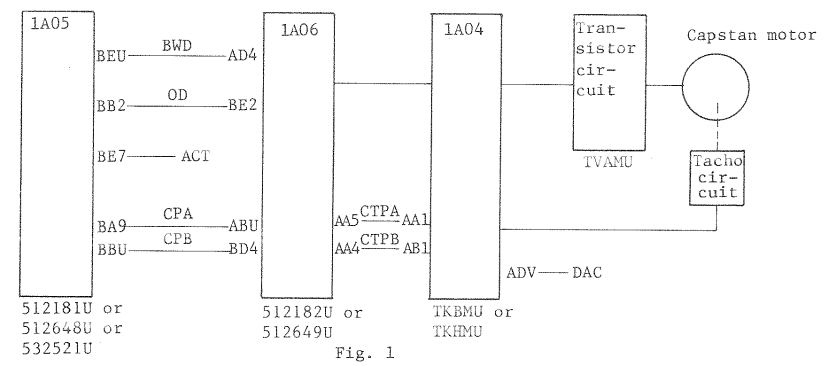 1A05
1A06
1A04
Tran-
sistor
cir-
cuit
Capstan motor
BEU BWD AD4
BB2 OD BE2
BE7 ACT
TVAMU
Tacho
cir-
cuit
BA9 CPA ABU
BBU CPB BD4
AA5 CTPA AA1
AA4 CTPB AB1
ADV DAC
512181U or
512648U or
532521U
512182U or
512649U
TKBMU or
TKHMU
Fig. 1